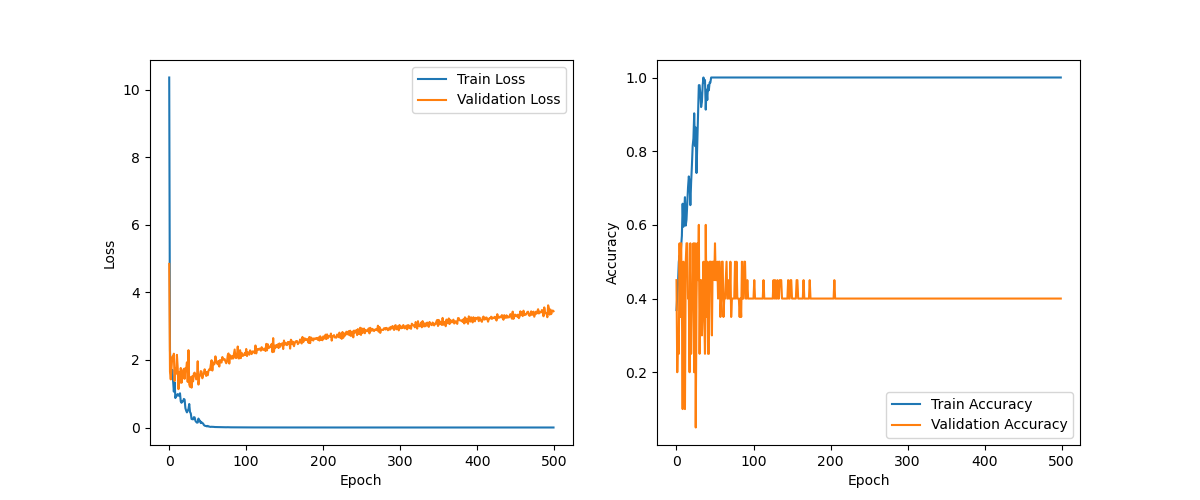 Train Loss
Validation Loss
10
8
6
4
2
0
Loss
0 100 200 300 400 500
Epoch
1.0
0.8
0.6
0.4
0.2
Accuracy
Train Accuracy
Validation Accuracy
0 100 200 300 400 500
Epoch